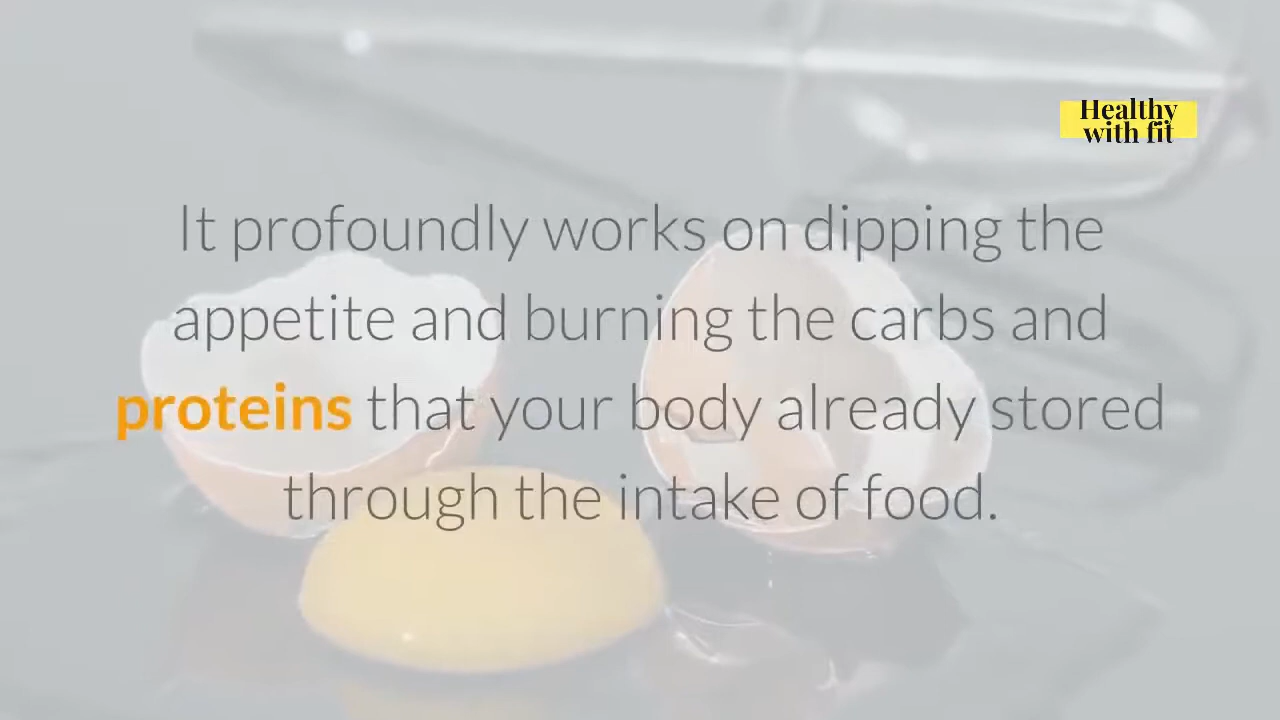 Healthy
with fit
It profoundly works on dipping the
appetite and burning the carbs and
proteins that your body already stored
through the intake of food.